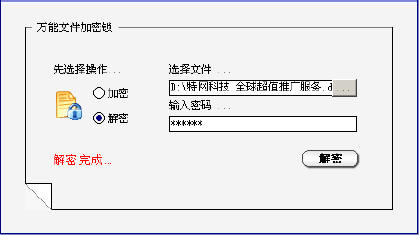 万能文件加密锁
先选择操作...
选择文件 ...
加密
D:\特网科技 全球超值推广服务.d
...
输入密码 ...
解密
******
解密完成...
解密